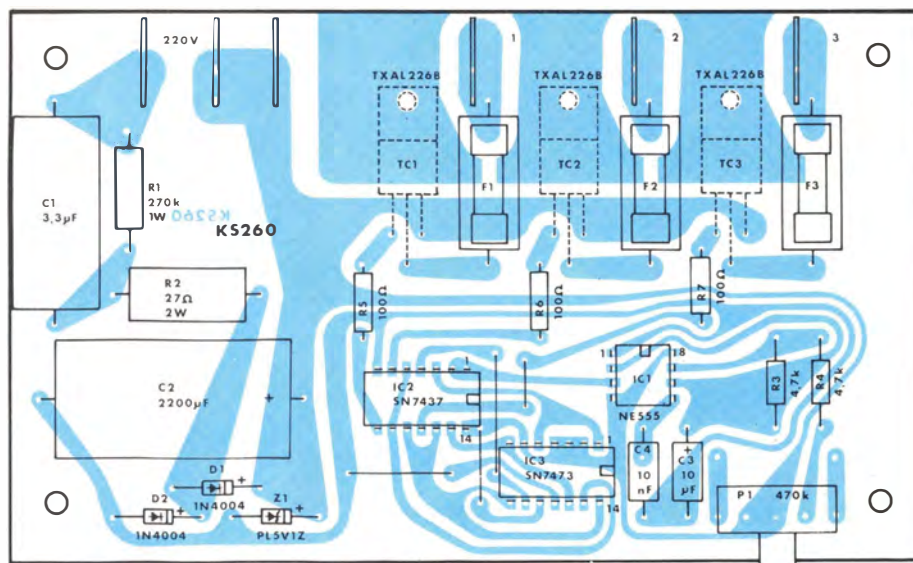 220V
1
2
3
TXAL226B
TXAL226B
TXAL226B
TC1
TC2
TC3
F1
F2
F3
C1
3,3µF
R1
270k
1W
KS260
KS260
R2
27Ω
2W
R5
100Ω
R6
100Ω
R7
100Ω
C2
2200µF
+
1
IC2
SN7437
14
1
8
IC1
NE555
R3
4,7k
R4
4,7k
1
IC3
SN7473
14
C4
10
nF
+
C3
10
µF
P1 470k
D1
+
1N4004
D2
+
1N4004
Z1
+
PL5V1Z